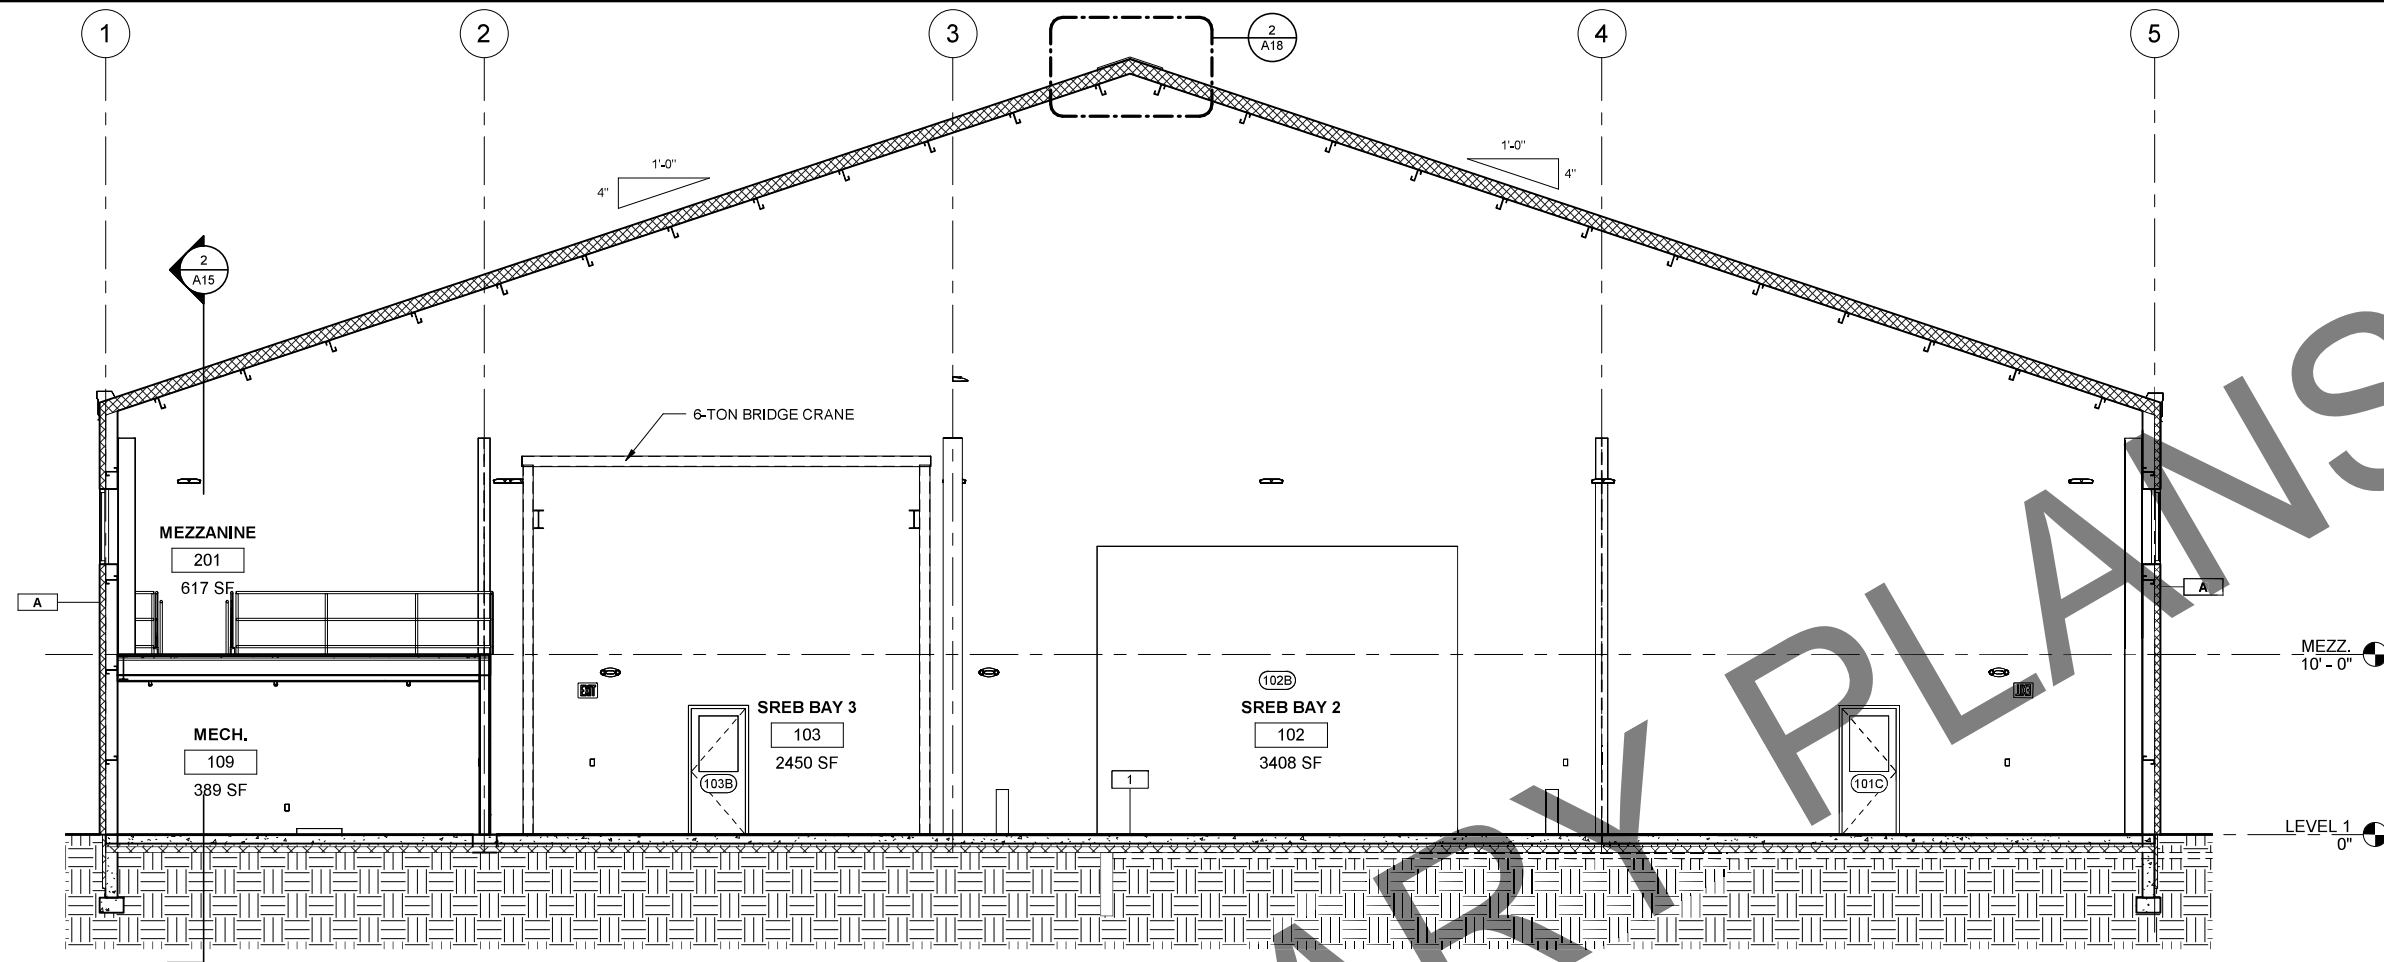 1
2
3
4
5
2
A18
1'-0"
4"
1'-0"
4"
2
A15
6-TON BRIDGE CRANE
MEZZANINE
201
617 SF
A
A
MEZZ.
10' - 0"
EXIT
102B
EXIT
SREB BAY 3
103
2450 SF
SREB BAY 2
102
3408 SF
MECH.
109
389 SF
103B
1
101C
LEVEL 1
0"
ARY PLANS